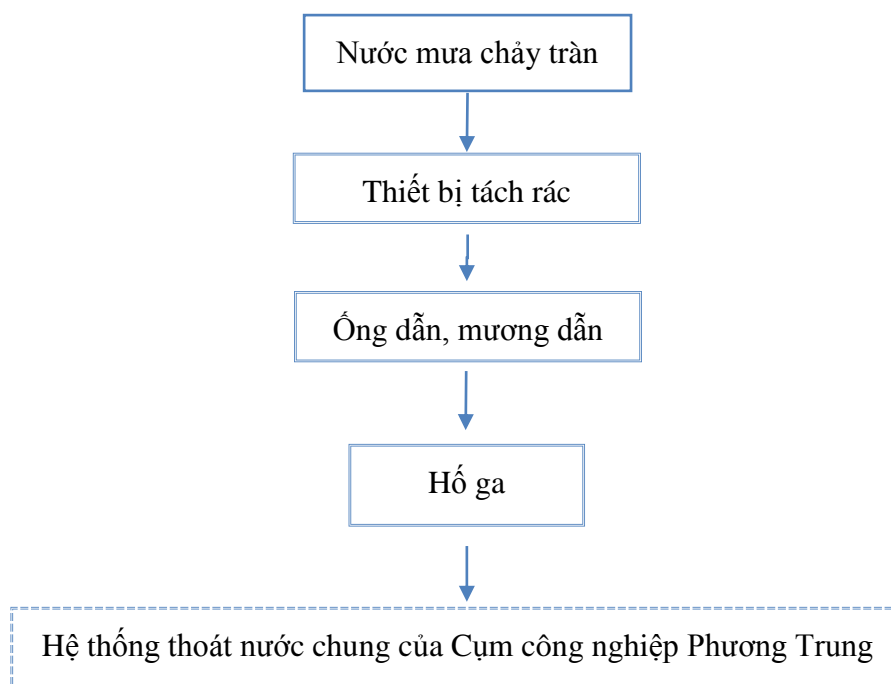 Nước mưa chảy tràn
Thiết bị tách rác
Ống dẫn, mương dẫn
Hố ga
Hệ thống thoát nước chung của Cụm công nghiệp Phương Trung